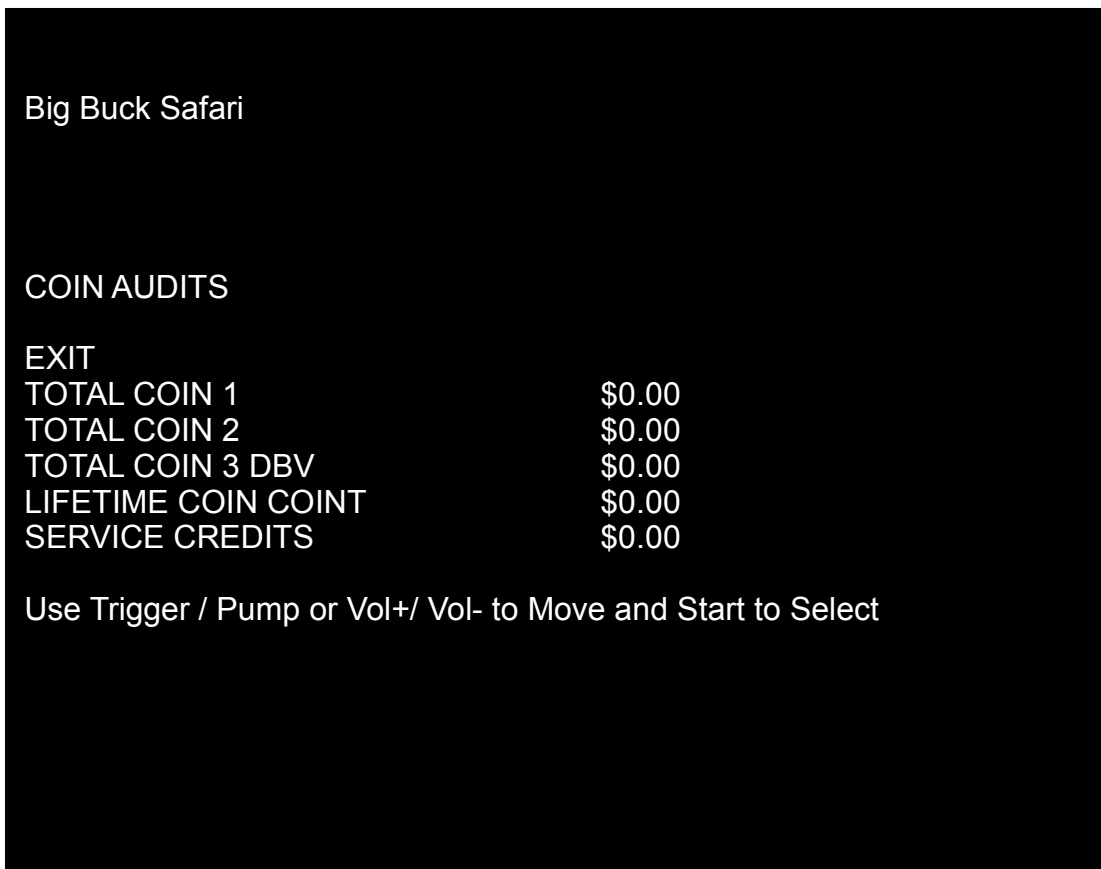 Big Buck Safari
COIN AUDITS
EXIT
TOTAL COIN 1 $0.00
TOTAL COIN 2 $0.00
TOTAL COIN 3 DBV $0.00
LIFETIME COIN COINT $0.00
SERVICE CREDITS $0.00
Use Trigger / Pump or Vol+/ Vol- to Move and Start to Select